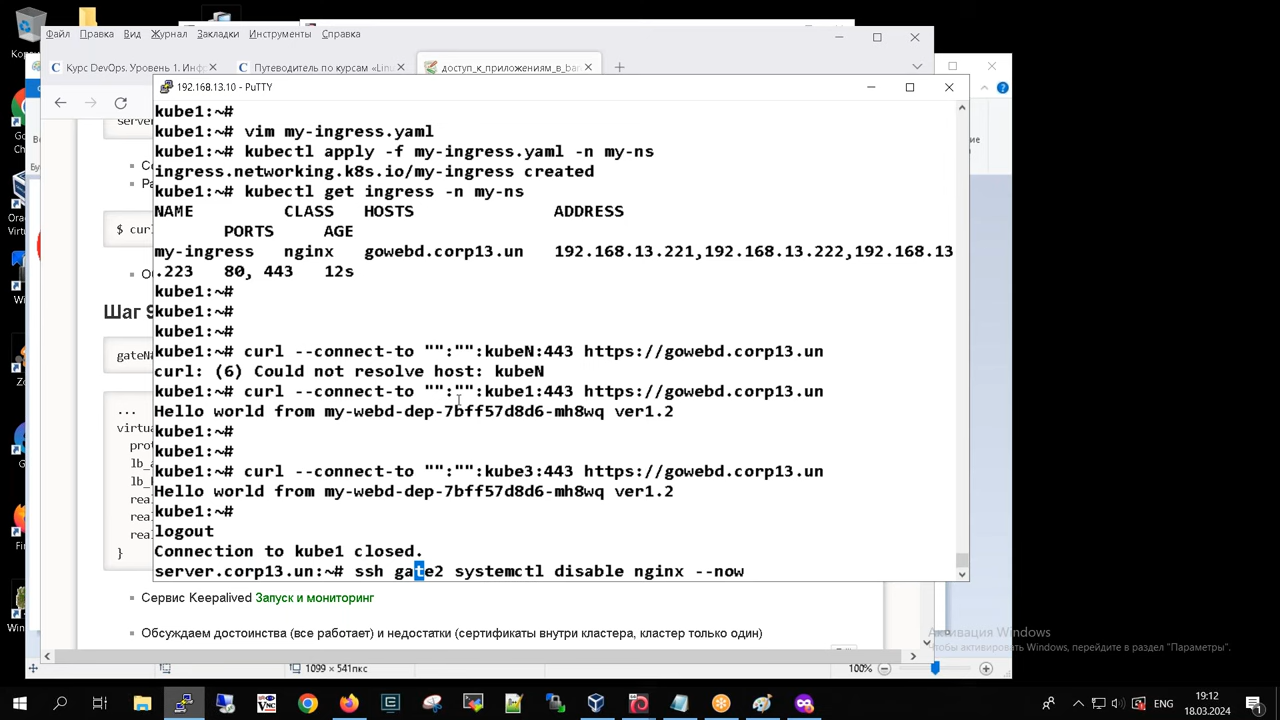 Файл Правка Вид Журнал Закладки Инструменты Справка
Курс DevOps. Уровень 1. Инф
Путеводитель по курсам «Linu
доступ_к_приложениям_в_bar
192.168.13.10 - PuTTY
kube1:~#
kube1:~# vim my-ingress.yaml
kube1:~# kubectl apply -f my-ingress.yaml -n my-ns
ingress.networking.k8s.io/my-ingress created
kube1:~# kubectl get ingress -n my-ns
NAME CLASS HOSTS ADDRESS
PORTS AGE
my-ingress nginx gowebd.corp13.un 192.168.13.221,192.168.13.222,192.168.13
.223 80, 443 12s
kube1:~#
kube1:~#
kube1:~#
kube1:~# curl --connect-to "":"":kubeN:443 https://gowebd.corp13.un
curl: (6) Could not resolve host: kubeN
kube1:~# curl --connect-to "":"":kube1:443 https://gowebd.corp13.un
Hello world from my-webd-dep-7bff57d8d6-mh8wq ver1.2
kube1:~#
kube1:~#
kube1:~# curl --connect-to "":"":kube3:443 https://gowebd.corp13.un
Hello world from my-webd-dep-7bff57d8d6-mh8wq ver1.2
kube1:~#
logout
Connection to kube1 closed.
server.corp13.un:~# ssh gate2 systemctl disable nginx --now
$ curl
Шаг 9
gateNa
...
}
Сервис Keepalived Запуск и мониторинг
Обсуждаем достоинства (все работает) и недостатки (сертификаты внутри кластера, кластер только один)
Активация Windows
Чтобы активировать Windows, перейдите в раздел "Параметры".
1099 × 541пкс
100%
ENG
19:12
18.03.2024